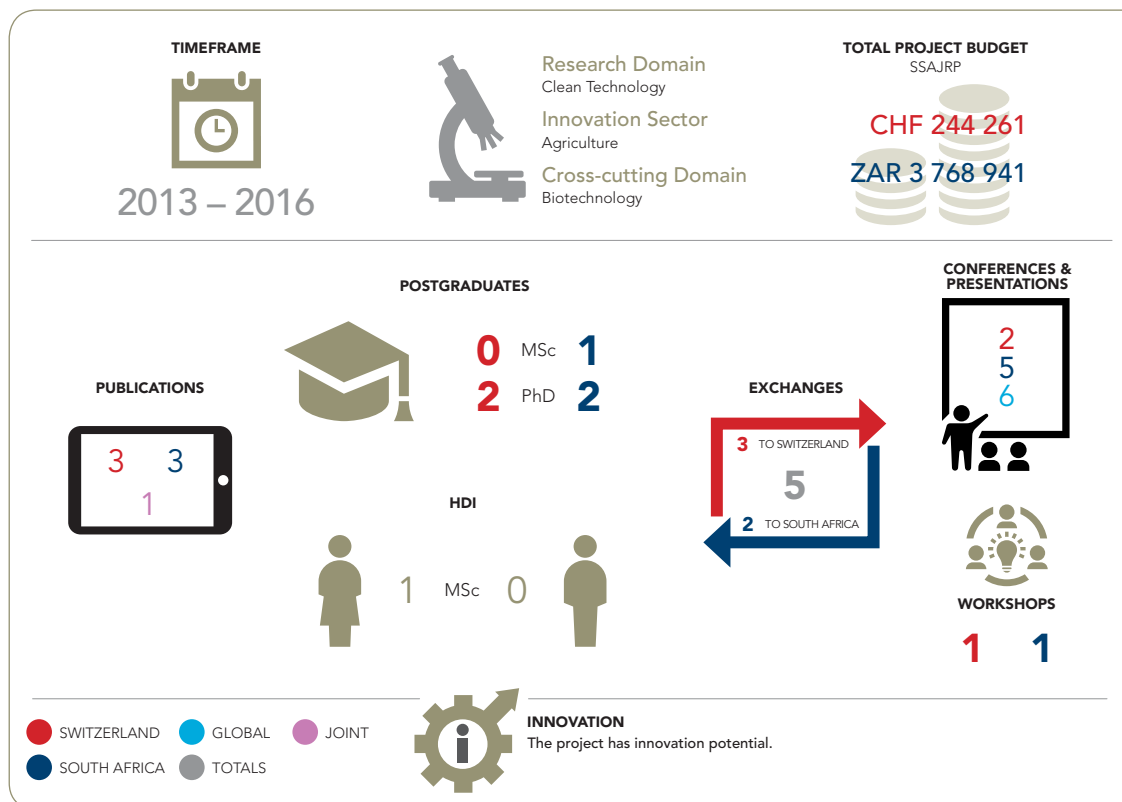 TIMEFRAME
2013 – 2016
Research Domain
Clean Technology
Innovation Sector
Agriculture
Cross-cutting Domain
Biotechnology
TOTAL PROJECT BUDGET
SSAJRP
CHF 244 261
ZAR 3 768 941
PUBLICATIONS
3 3
1
POSTGRADUATES
0 MSc 1
2 PhD 2
HDI
1 MSc 0
EXCHANGES
3 TO SWITZERLAND
5
2 TO SOUTH AFRICA
CONFERENCES &
PRESENTATIONS
2
5
6
WORKSHOPS
1 1
SWITZERLAND GLOBAL JOINT
SOUTH AFRICA TOTALS
i
INNOVATION
The project has innovation potential.